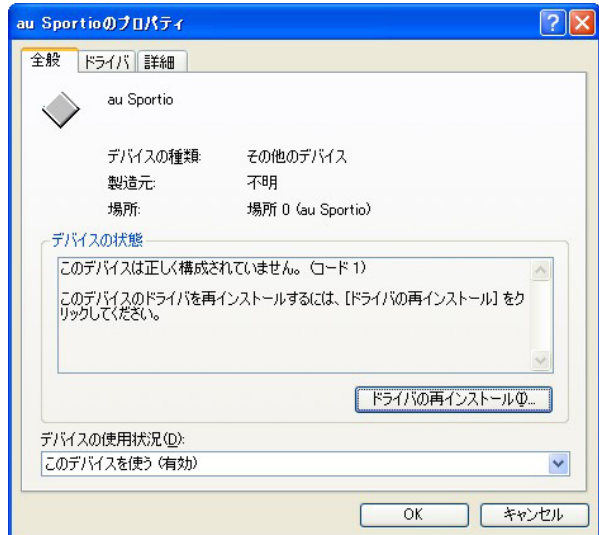 au Sportioのプロパティ
全般
ドライバ
詳細
au Sportio
デバイスの種類: その他のデバイス
製造元: 不明
場所: 場所 0 (au Sportio)
デバイスの状態
このデバイスは正しく構成されていません。 (コード 1)
このデバイスのドライバを再インストールするには、[ドライバの再インストール] をク
リックしてください。
ドライバの再インストール(I)...
デバイスの使用状況(D):
このデバイスを使う (有効)
OK
キャンセル